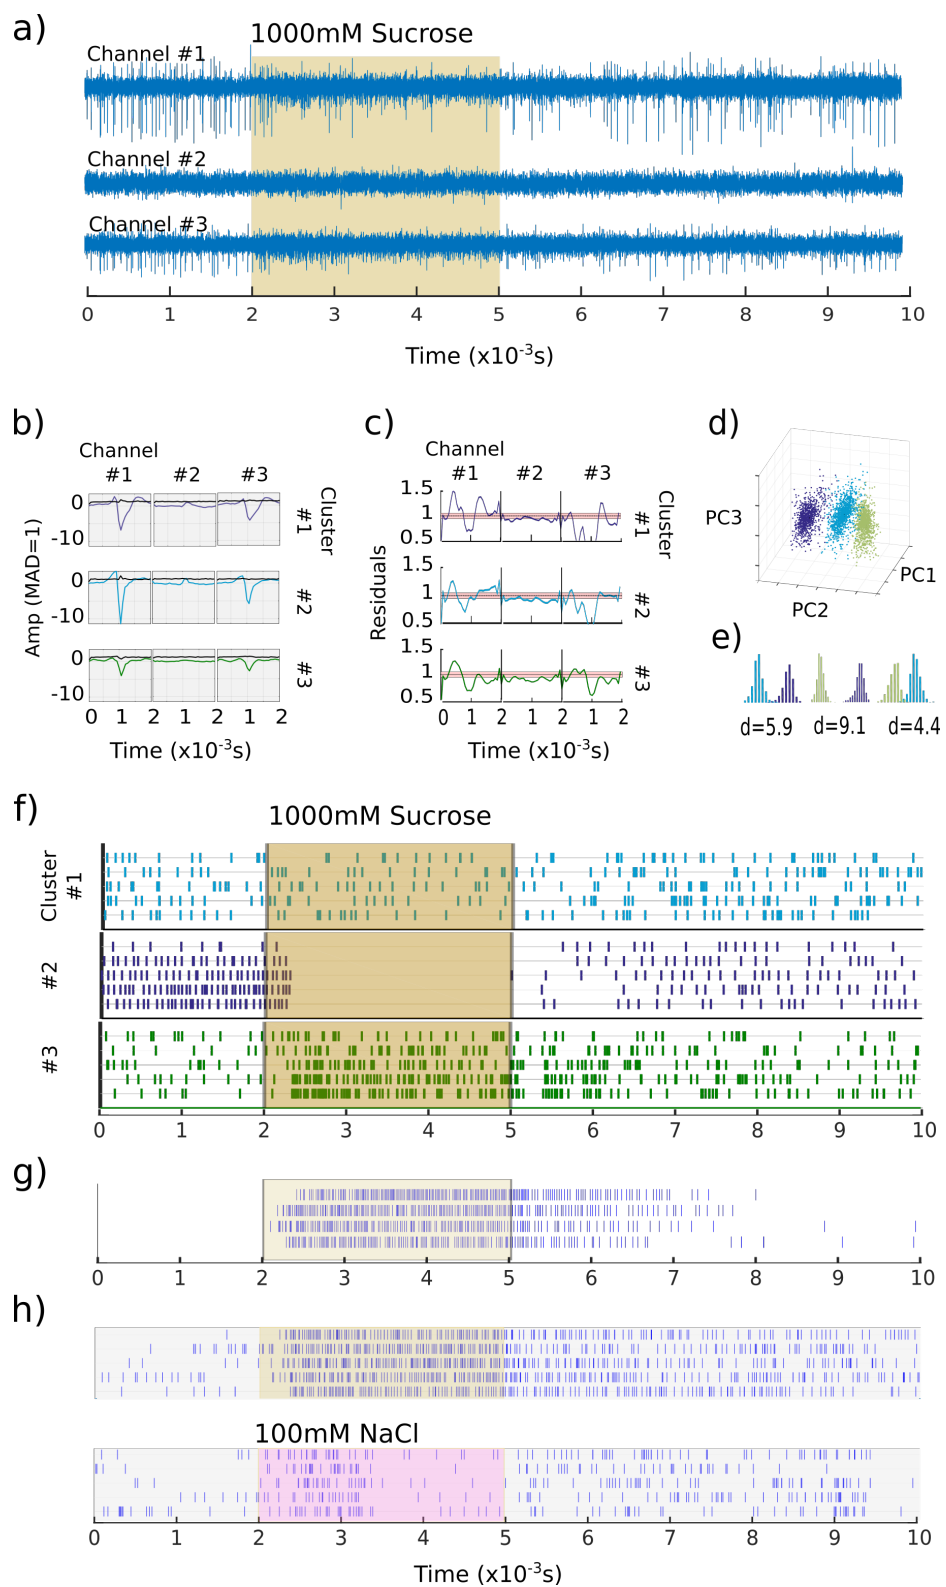 a)
1000mM Sucrose
Channel #1
Channel #2
Channel #3
0 1 2 3 4 5 6 7 8 9 10
Time (x10-3s)
b)
Channel
#1 #2 #3
Amp (MAD=1)
0
-10
0
-10
0
-10
Cluster
#1
#2
#3
0 1 2 1 2 1 2
Time (x10-3s)
c)
Channel
#1 #2 #3
Residuals
1.5
1
0.5
1.5
1
0.5
1.5
1
0.5
Cluster
#1
#2
#3
0 1 2 1 2 1 2
Time (x10-3s)
d)
PC3
PC2
PC1
e)
d=5.9 d=9.1 d=4.4
f)
1000mM Sucrose
Cluster
#1
#2
#3
0 1 2 3 4 5 6 7 8 9 10
g)
0 1 2 3 4 5 6 7 8 9 10
h)
100mM NaCl
0 1 2 3 4 5 6 7 8 9 10
Time (x10-3s)